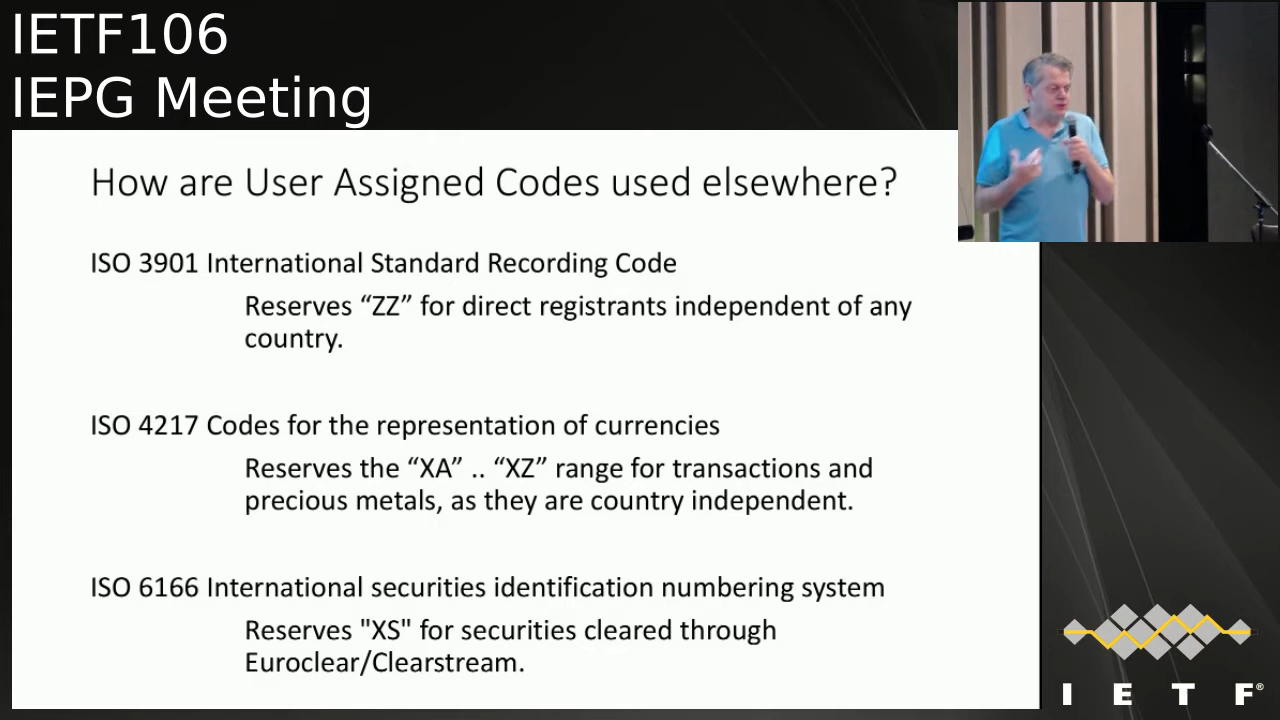 IETF106
IEPG Meeting
How are User Assigned Codes used elsewhere?
ISO 3901 International Standard Recording Code
Reserves “ZZ” for direct registrants independent of any
country.
ISO 4217 Codes for the representation of currencies
Reserves the “XA” .. “XZ” range for transactions and
precious metals, as they are country independent.
ISO 6166 International securities identification numbering system
Reserves "XS" for securities cleared through
Euroclear/Clearstream.
I E T F®